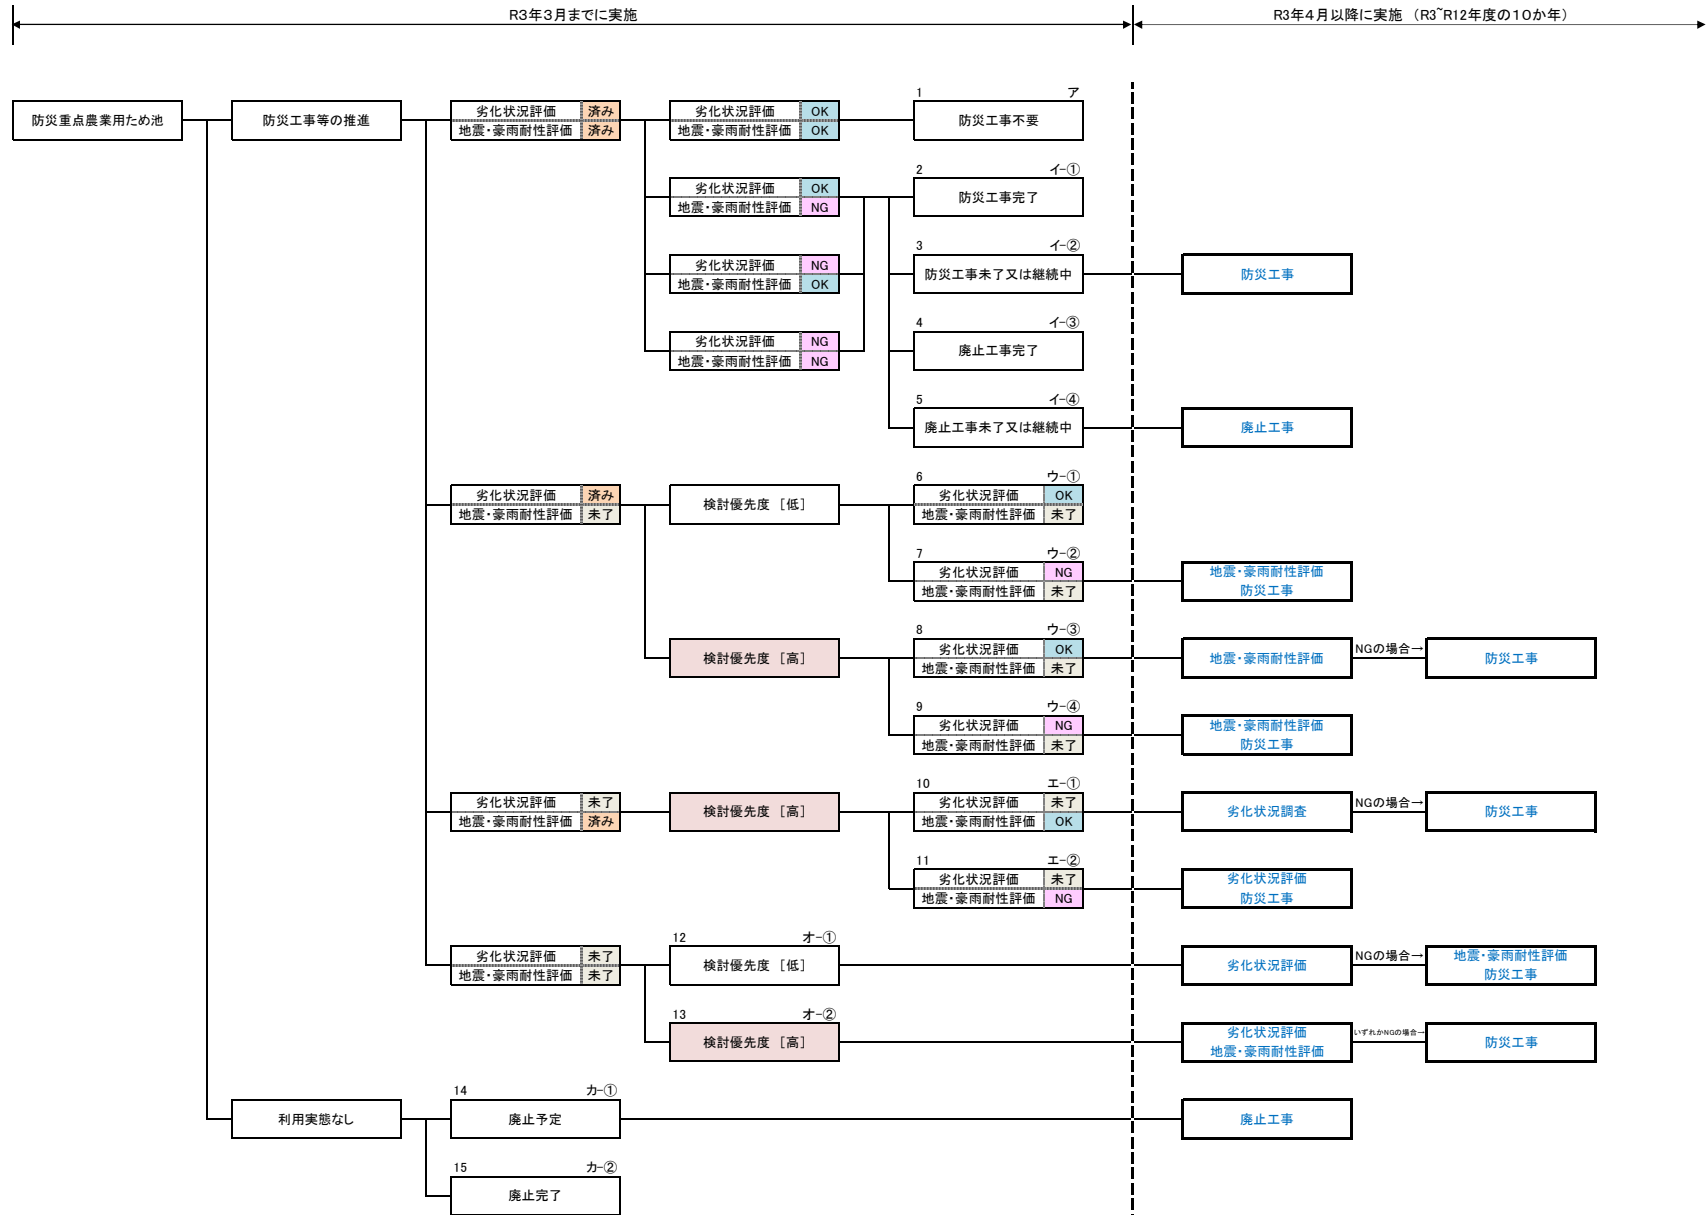 R3年3月までに実施
R3年4月以降に実施 (R3~R12年度の10か年)
防災重点農業用ため池
防災工事等の推進
劣化状況評価 済み
地震・豪雨耐性評価 済み
劣化状況評価 OK
地震・豪雨耐性評価 OK
1 ア
防災工事不要
劣化状況評価 OK
地震・豪雨耐性評価 NG
2 イ-①
防災工事完了
劣化状況評価 NG
地震・豪雨耐性評価 OK
3 イ-②
防災工事未了又は継続中
防災工事
劣化状況評価 NG
地震・豪雨耐性評価 NG
4 イ-③
廃止工事完了
5 イ-④
廃止工事未了又は継続中
廃止工事
劣化状況評価 済み
地震・豪雨耐性評価 未了
検討優先度 [低]
6 ウ-①
劣化状況評価 OK
地震・豪雨耐性評価 未了
7 ウ-②
劣化状況評価 NG
地震・豪雨耐性評価 未了
地震・豪雨耐性評価
防災工事
検討優先度 [高]
8 ウ-③
劣化状況評価 OK
地震・豪雨耐性評価 未了
地震・豪雨耐性評価
NGの場合→
防災工事
9 ウ-④
劣化状況評価 NG
地震・豪雨耐性評価 未了
地震・豪雨耐性評価
防災工事
劣化状況評価 未了
地震・豪雨耐性評価 済み
検討優先度 [高]
10 エ-①
劣化状況評価 未了
地震・豪雨耐性評価 OK
劣化状況調査
NGの場合→
防災工事
11 エ-②
劣化状況評価 未了
地震・豪雨耐性評価 NG
劣化状況評価
防災工事
劣化状況評価 未了
地震・豪雨耐性評価 未了
12 オ-①
検討優先度 [低]
劣化状況評価
NGの場合→
地震・豪雨耐性評価
防災工事
13 オ-②
検討優先度 [高]
劣化状況評価
地震・豪雨耐性評価
いずれかNGの場合→
防災工事
利用実態なし
14 カ-①
廃止予定
廃止工事
15 カ-②
廃止完了